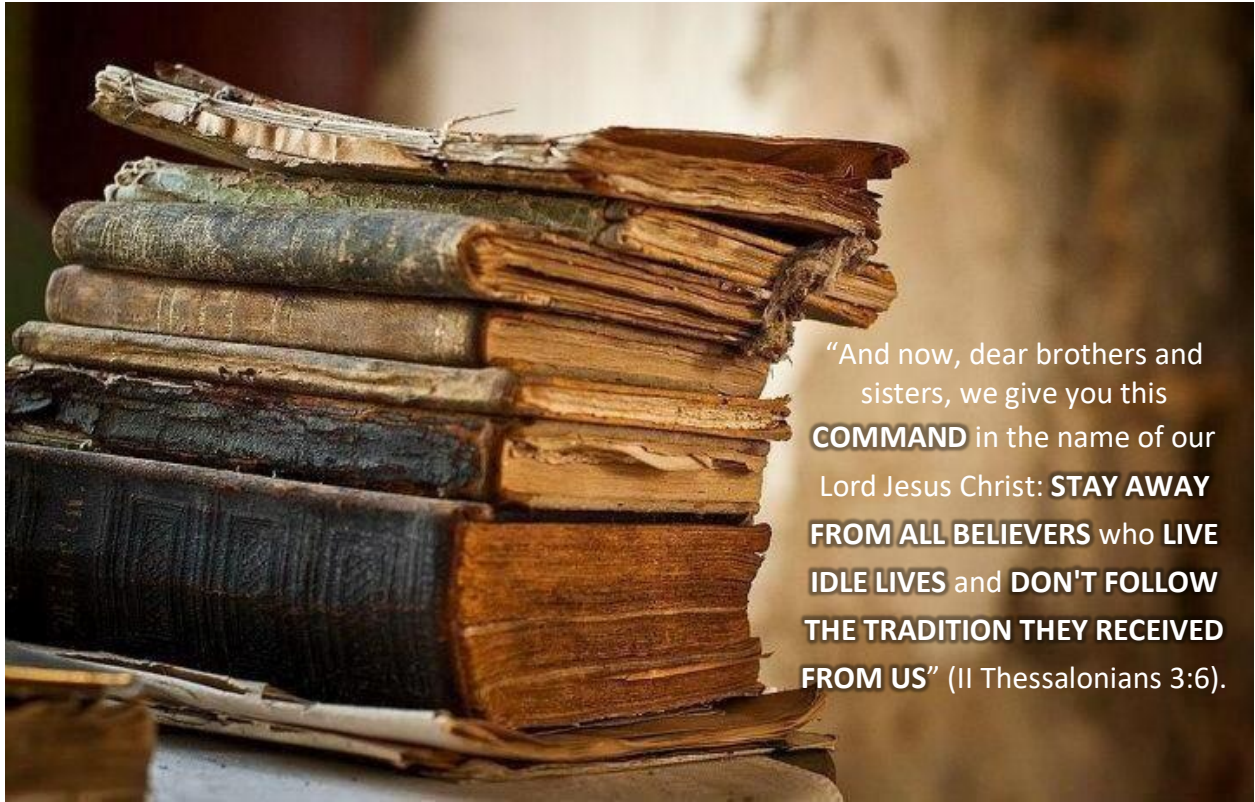 “And now, dear brothers and
sisters, we give you this
COMMAND in the name of our
Lord Jesus Christ: STAY AWAY
FROM ALL BELIEVERS who LIVE
IDLE LIVES and DON'T FOLLOW
THE TRADITION THEY RECEIVED
FROM US” (II Thessalonians 3:6).